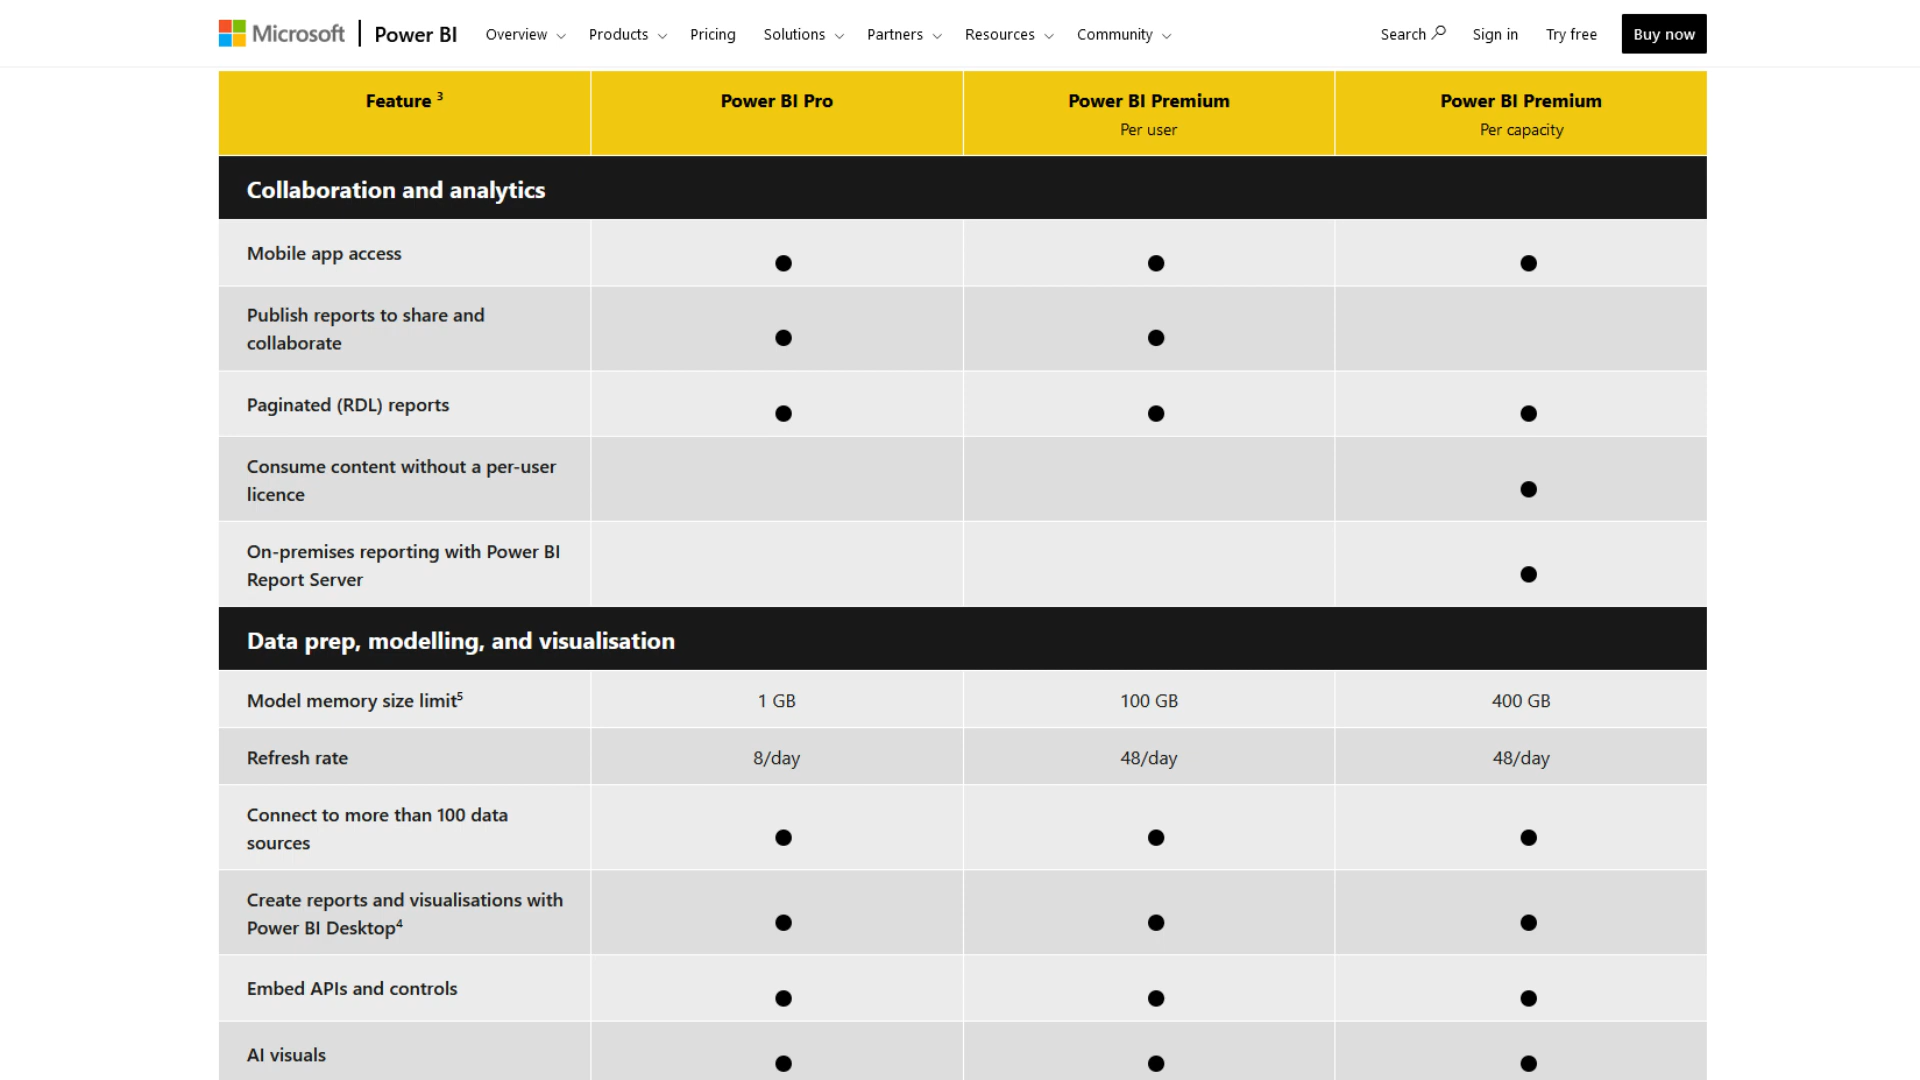 Microsoft Power BI Overview Products Pricing Solutions Partners Resources Community Search Sign in Try free Buy now
Feature 3 Power BI Pro Power BI Premium Power BI Premium
Per user Per capacity
Collaboration and analytics
Mobile app access ● ● ●
Publish reports to share and
collaborate ● ●
Paginated (RDL) reports ● ● ●
Consume content without a per-user
licence ●
On-premises reporting with Power BI
Report Server ●
Data prep, modelling, and visualisation
Model memory size limit5 1 GB 100 GB 400 GB
Refresh rate 8/day 48/day 48/day
Connect to more than 100 data
sources ● ● ●
Create reports and visualisations with
Power BI Desktop4 ● ● ●
Embed APIs and controls ● ● ●
AI visuals ● ● ●